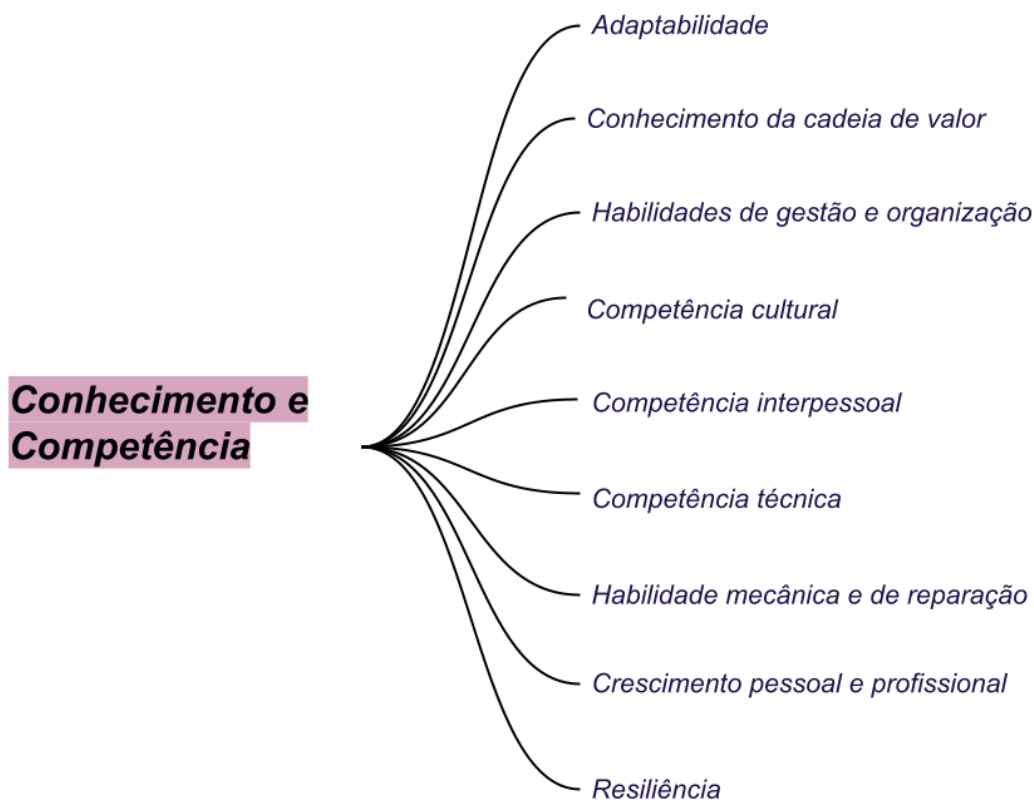 Adaptabilidade
Conhecimento da cadeia de valor
Habilidades de gestão e organização
Competência cultural
Conhecimento e
Competência
Competência interpessoal
Competência técnica
Habilidade mecânica e de reparação
Crescimento pessoal e profissional
Resiliência